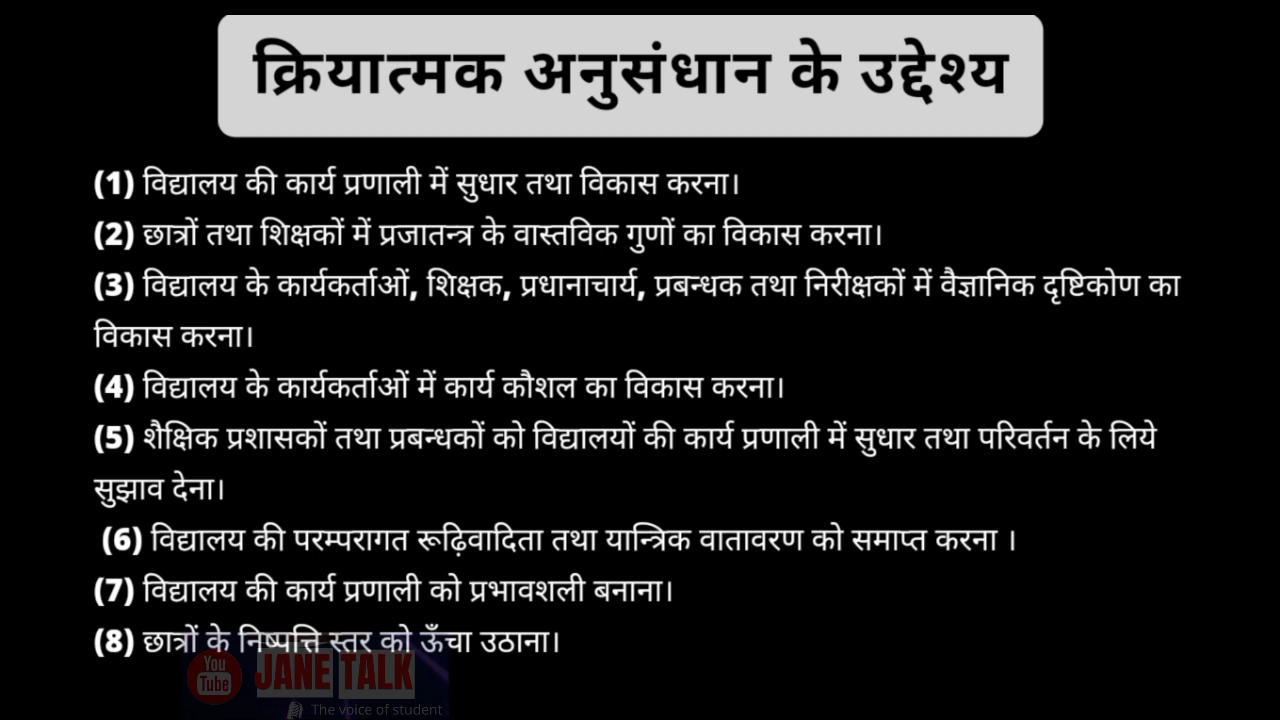 क्रियात्मक अनुसंधान के उद्देश्य
(1) विद्यालय की कार्य प्रणाली में सुधार तथा विकास करना।
(2) छात्रों तथा शिक्षकों में प्रजातन्त्र के वास्तविक गुणों का विकास करना।
(3) विद्यालय के कार्यकर्ताओं, शिक्षक, प्रधानाचार्य, प्रबन्धक तथा निरीक्षकों में वैज्ञानिक दृष्टिकोण का
विकास करना।
(4) विद्यालय के कार्यकर्ताओं में कार्य कौशल का विकास करना।
(5) शैक्षिक प्रशासकों तथा प्रबन्धकों को विद्यालयों की कार्य प्रणाली में सुधार तथा परिवर्तन के लिये
सुझाव देना।
(6) विद्यालय की परम्परागत रूढ़िवादिता तथा यान्त्रिक वातावरण को समाप्त करना ।
(7) विद्यालय की कार्य प्रणाली को प्रभावशली बनाना।
(8) छात्रों के निष्पत्ति स्तर को ऊँचा उठाना।
You
Tube
JANE TALK
The voice of student